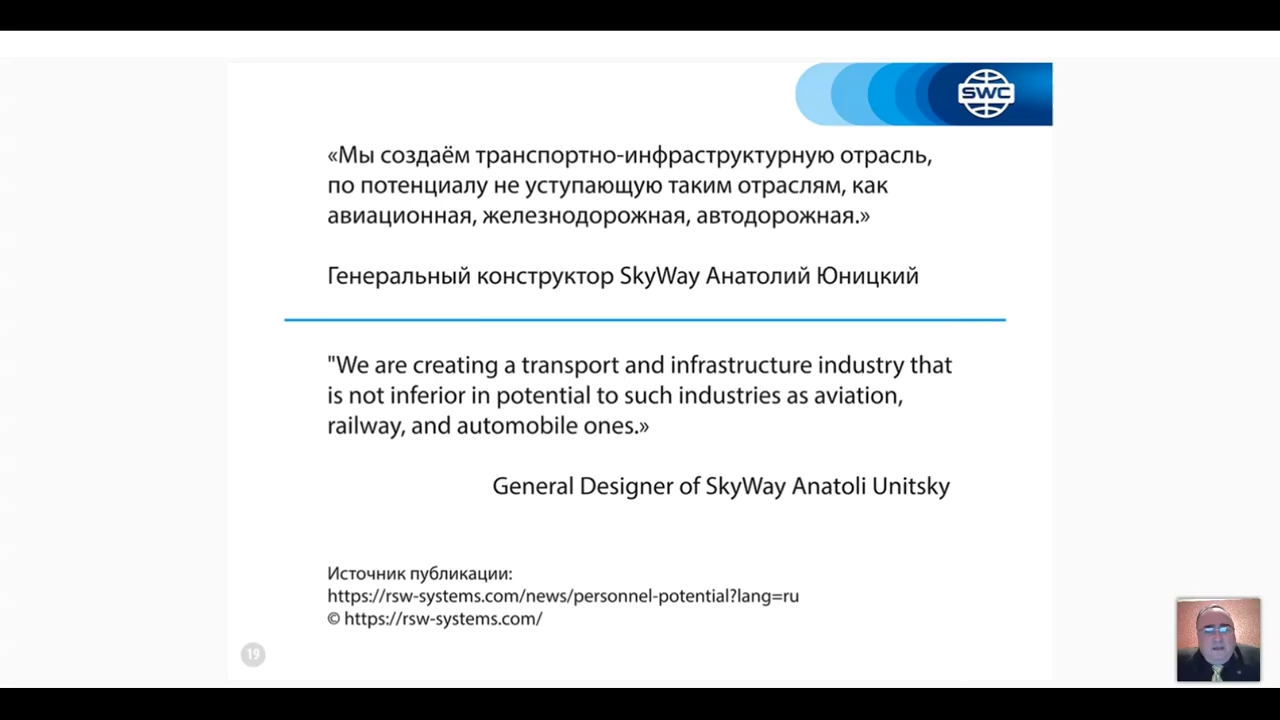 SWC
«Мы создаём транспортно-инфраструктурную отрасль,
по потенциалу не уступающую таким отраслям, как
авиационная, железнодорожная, автодорожная.»
Генеральный конструктор SkyWay Анатолий Юницкий
"We are creating a transport and infrastructure industry that
is not inferior in potential to such industries as aviation,
railway, and automobile ones.»
General Designer of SkyWay Anatoli Unitsky
Источник публикации:
https://rsw-systems.com/news/personnel-potential?lang=ru
© https://rsw-systems.com/
19